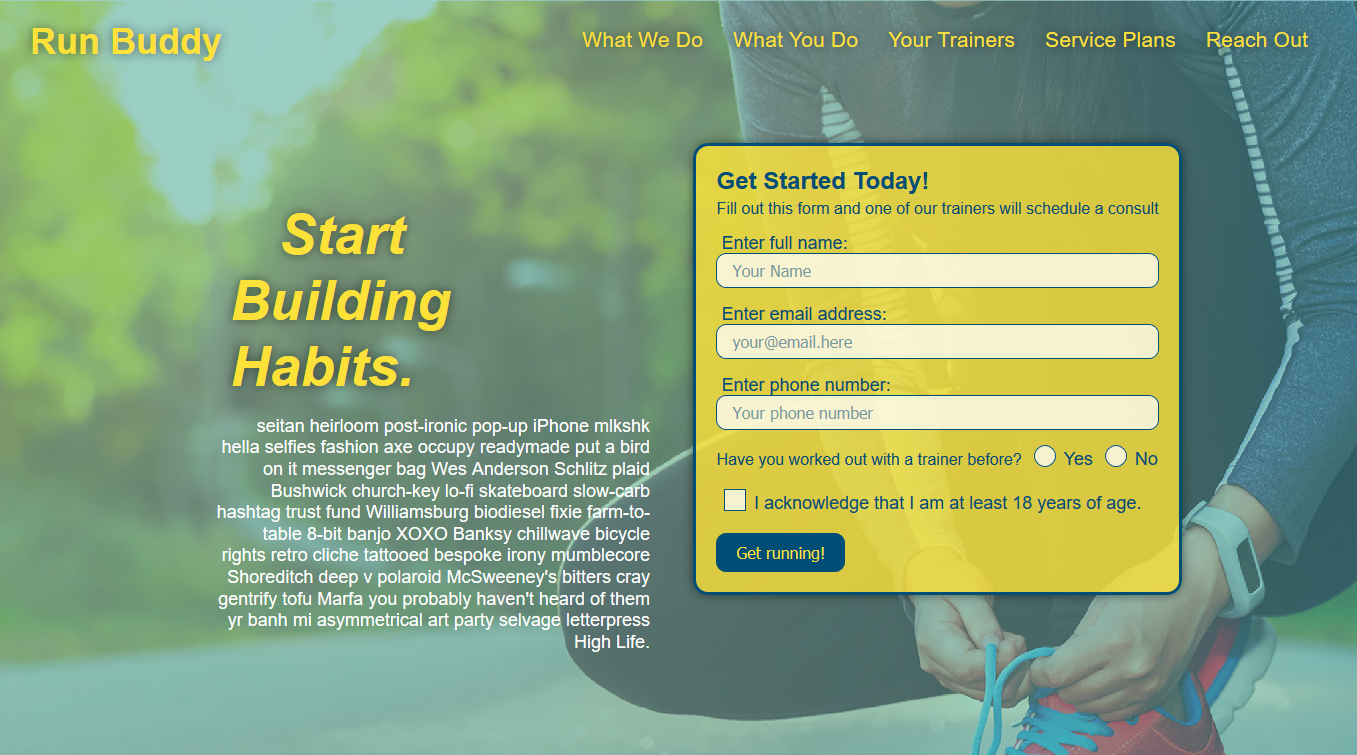 Run Buddy
What We Do What You Do Your Trainers Service Plans Reach Out
Start
Building
Habits.
seitan heirloom post-ironic pop-up iPhone mlkshk
hella selfies fashion axe occupy readymade put a bird
on it messenger bag Wes Anderson Schlitz plaid
Bushwick church-key lo-fi skateboard slow-carb
hashtag trust fund Williamsburg biodiesel fixie farm-to-
table 8-bit banjo XOXO Banksy chillwave bicycle
rights retro cliche tattooed bespoke irony mumblecore
Shoreditch deep v polaroid McSweeney's bitters cray
gentrify tofu Marfa you probably haven't heard of them
yr banh mi asymmetrical art party selvage letterpress
High Life.
Get Started Today!
Fill out this form and one of our trainers will schedule a consult
Enter full name:
Your Name
Enter email address:
your@email.here
Enter phone number:
Your phone number
Have you worked out with a trainer before? Yes No
I acknowledge that I am at least 18 years of age.
Get running!